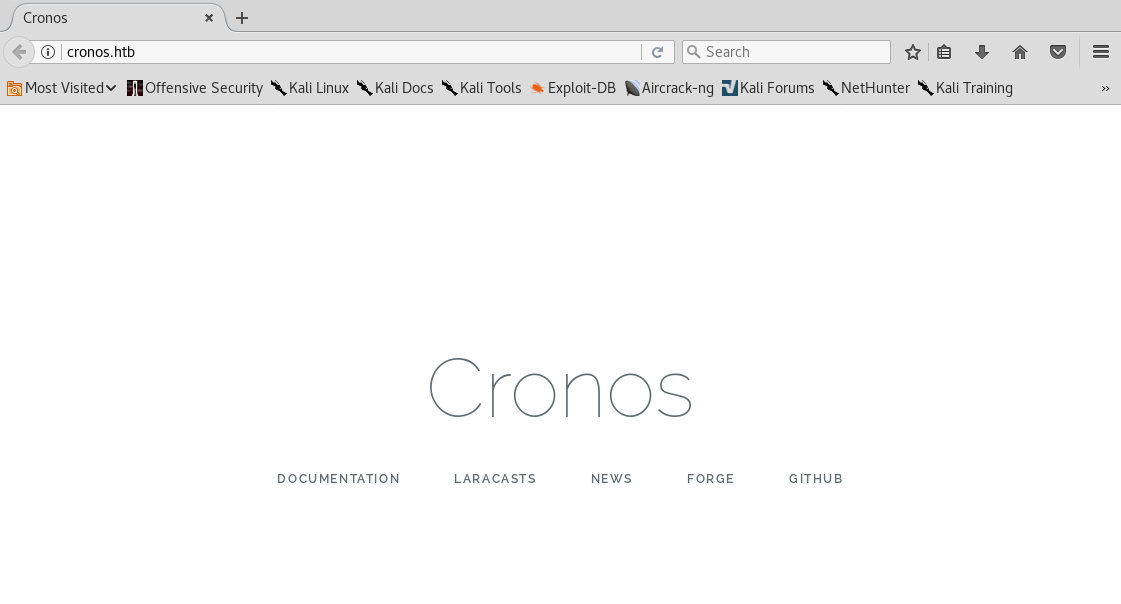 Cronos
cronos.htb Search
Most Visited Offensive Security Kali Linux Kali Docs Kali Tools Exploit-DB Aircrack-ng Kali Forums NetHunter Kali Training
Cronos
DOCUMENTATION LARACASTS NEWS FORGE GITHUB